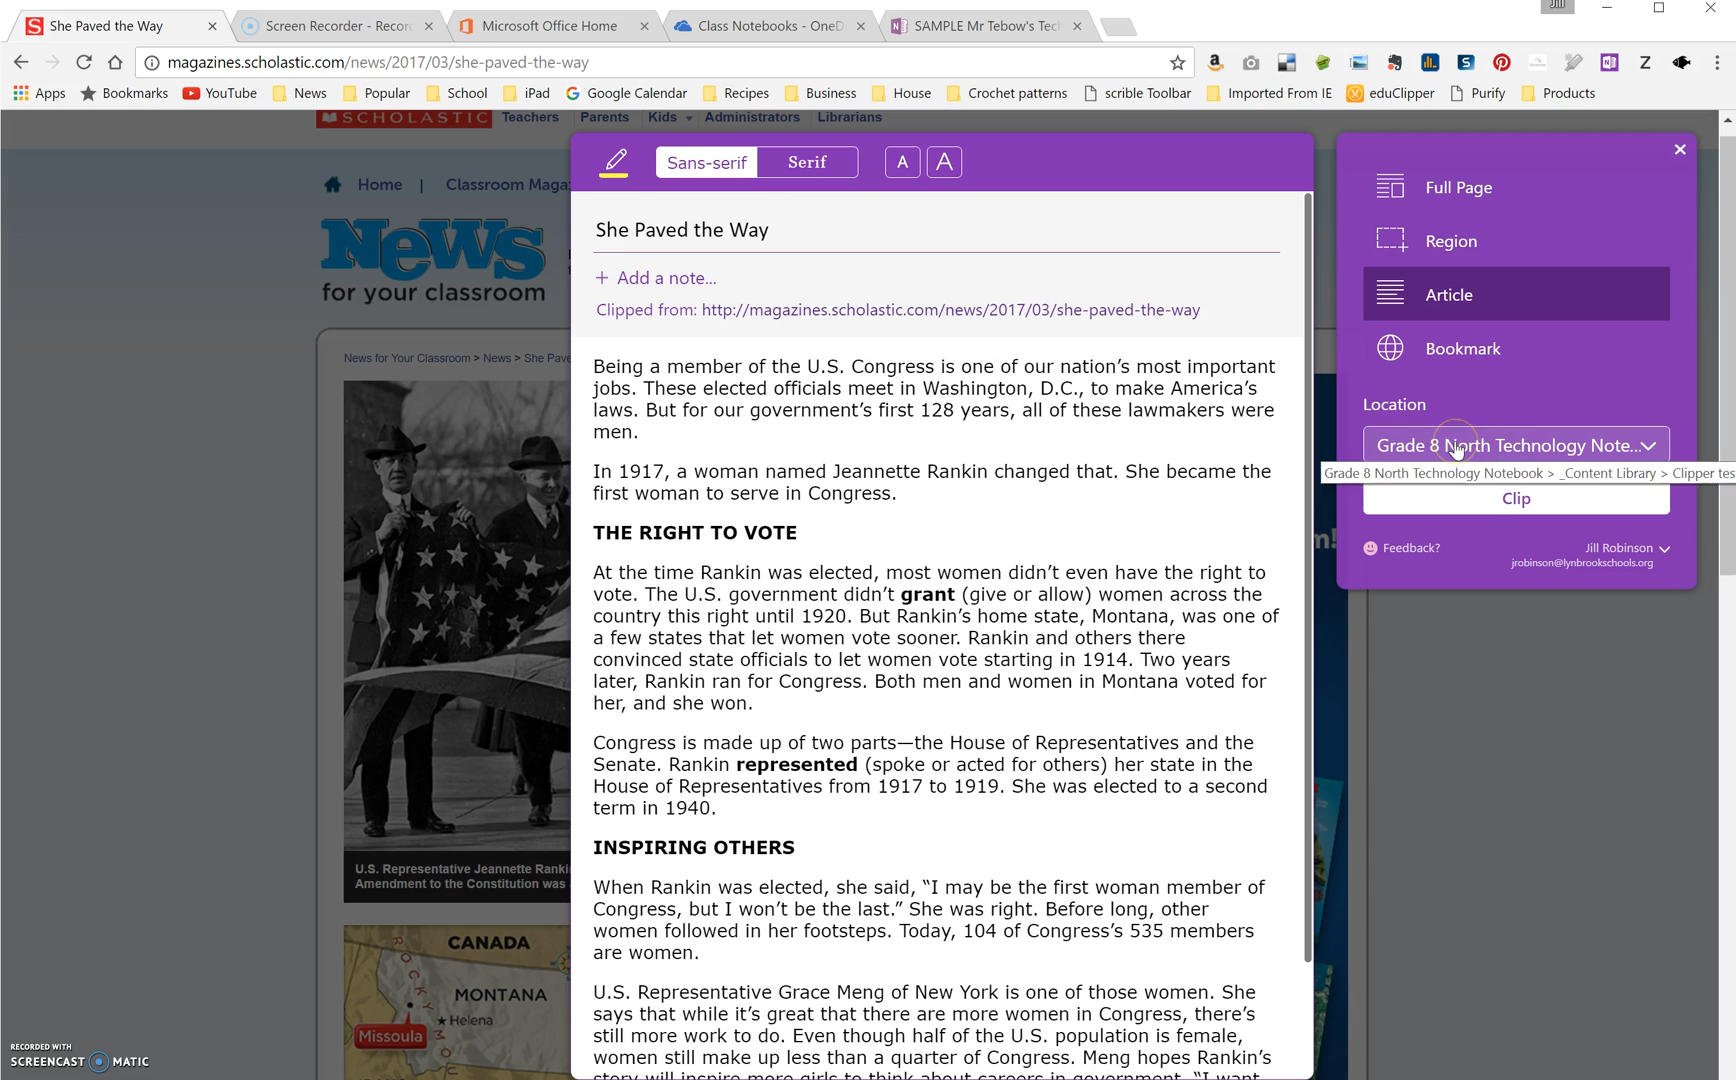 Jill
She Paved the Way
Screen Recorder - Recor
Microsoft Office Home
Class Notebooks - OneD
SAMPLE Mr Tebow's Tec
magazines.scholastic.com/news/2017/03/she-paved-the-way
Apps
Bookmarks
YouTube
News
Popular
School
iPad
Google Calendar
Recipes
Business
House
Crochet patterns
scrible Toolbar
Imported From IE
eduClipper
Purify
Products
SCHOLASTIC
Teachers
Parents
Kids
Administrators
Librarians
Home | Classroom Maga
News
for your classroom
News for Your Classroom > News > She Pave
U.S. Representative Jeannette Ranki
Amendment to the Constitution was
CANADA
ROCKY
MO
MONTANA
Helena
Missoula
RECORDED WITH
SCREENCAST MATIC
Sans-serif
Serif
A
A
She Paved the Way
+ Add a note...
Clipped from: http://magazines.scholastic.com/news/2017/03/she-paved-the-way
Being a member of the U.S. Congress is one of our nation’s most important
jobs. These elected officials meet in Washington, D.C., to make America’s
laws. But for our government’s first 128 years, all of these lawmakers were
men.
In 1917, a woman named Jeannette Rankin changed that. She became the
first woman to serve in Congress.
THE RIGHT TO VOTE
At the time Rankin was elected, most women didn’t even have the right to
vote. The U.S. government didn’t grant (give or allow) women across the
country this right until 1920. But Rankin’s home state, Montana, was one of
a few states that let women vote sooner. Rankin and others there
convinced state officials to let women vote starting in 1914. Two years
later, Rankin ran for Congress. Both men and women in Montana voted for
her, and she won.
Congress is made up of two parts—the House of Representatives and the
Senate. Rankin represented (spoke or acted for others) her state in the
House of Representatives from 1917 to 1919. She was elected to a second
term in 1940.
INSPIRING OTHERS
When Rankin was elected, she said, “I may be the first woman member of
Congress, but I won’t be the last.” She was right. Before long, other
women followed in her footsteps. Today, 104 of Congress’s 535 members
are women.
U.S. Representative Grace Meng of New York is one of those women. She
says that while it’s great that there are more women in Congress, there’s
still more work to do. Even though half of the U.S. population is female,
women still make up less than a quarter of Congress. Meng hopes Rankin’s
story will inspire more girls to think about careers in government. “I want
Full Page
Region
Article
Bookmark
Location
Grade 8 North Technology Note...
Grade 8 North Technology Notebook > _Content Library > Clipper tes
Clip
Feedback?
Jill Robinson
jrobinson@lynbrookschools.org